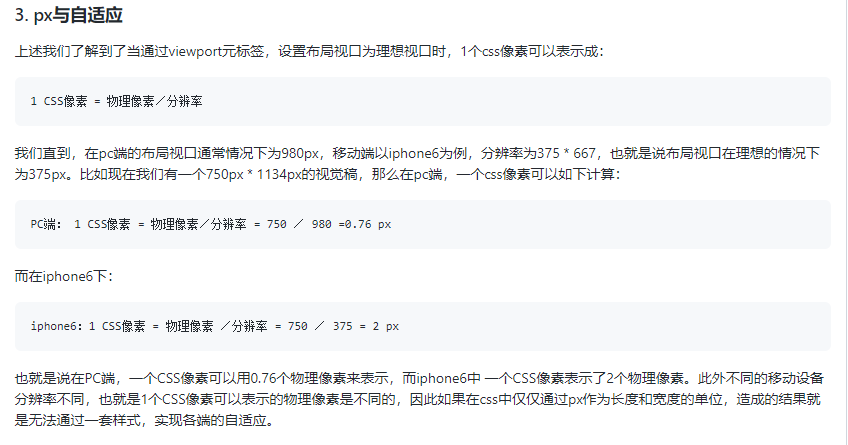 3. px与自适应
上述我们了解到了当通过viewport元标签，设置布局视口为理想视口时，1个css像素可以表示成：
1 CSS像素 = 物理像素／分辨率
我们直到，在pc端的布局视口通常情况下为980px，移动端以iphone6为例，分辨率为375 * 667，也就是说布局视口在理想的情况下
为375px。比如现在我们有一个750px * 1134px的视觉稿，那么在pc端，一个css像素可以如下计算：
PC端： 1 CSS像素 = 物理像素／分辨率 = 750 ／ 980 =0.76 px
而在iphone6下：
iphone6：1 CSS像素 = 物理像素 ／分辨率 = 750 ／ 375 = 2 px
也就是说在PC端，一个CSS像素可以用0.76个物理像素来表示，而iphone6中 一个CSS像素表示了2个物理像素。此外不同的移动设备
分辨率不同，也就是1个CSS像素可以表示的物理像素是不同的，因此如果在css中仅仅通过px作为长度和宽度的单位，造成的结果就
是无法通过一套样式，实现各端的自适应。